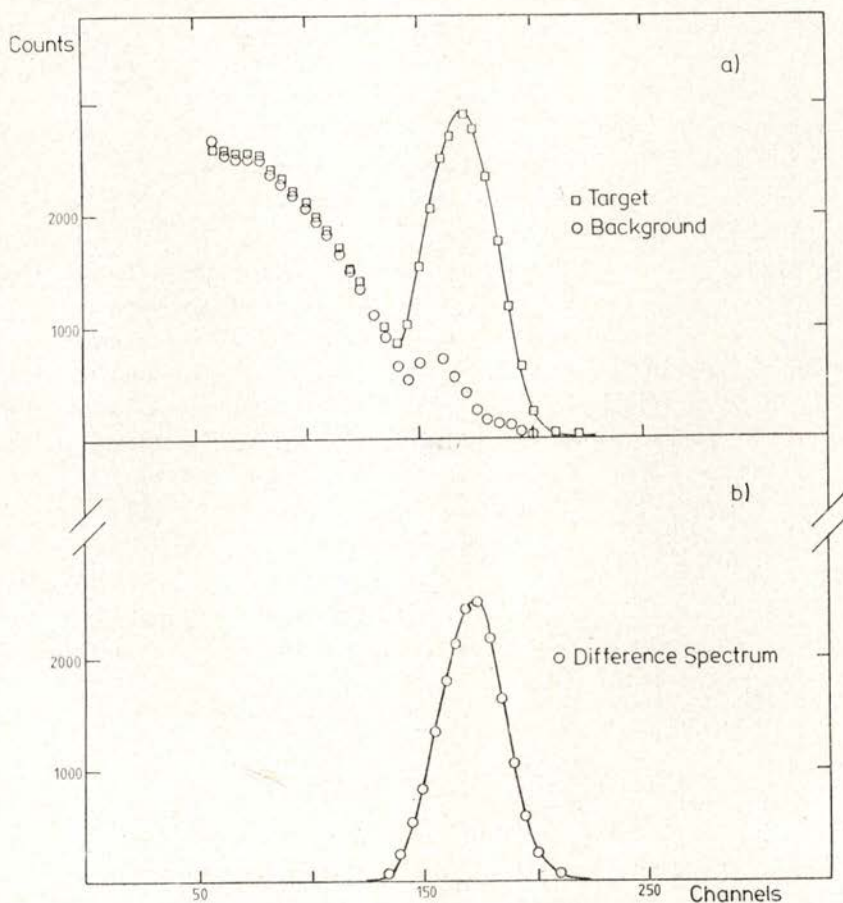 Counts
a)
□ Target
○ Background
2000
1000
b)
○ Difference Spectrum
2000
1000
50
150
250
Channels